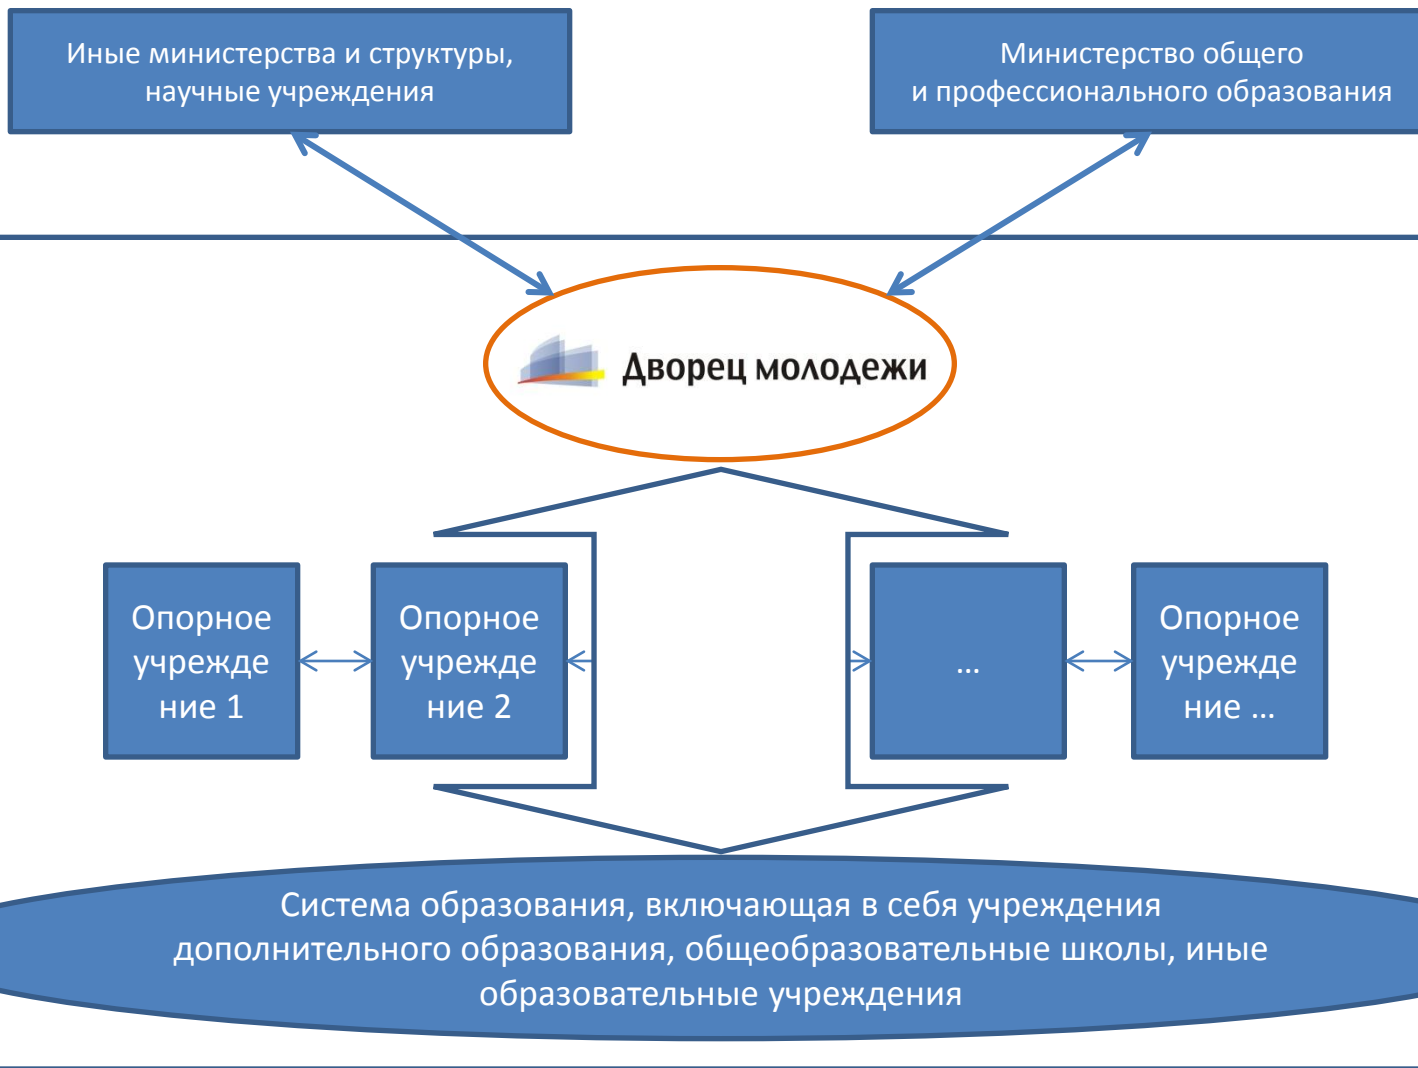 Иные министерства и структуры,
научные учреждения
Министерство общего
и профессионального образования
Дворец молодежи
Опорное
учрежде
ние 1
Опорное
учрежде
ние 2
...
Опорное
учрежде
ние ...
Система образования, включающая в себя учреждения
дополнительного образования, общеобразовательные школы, иные
образовательные учреждения